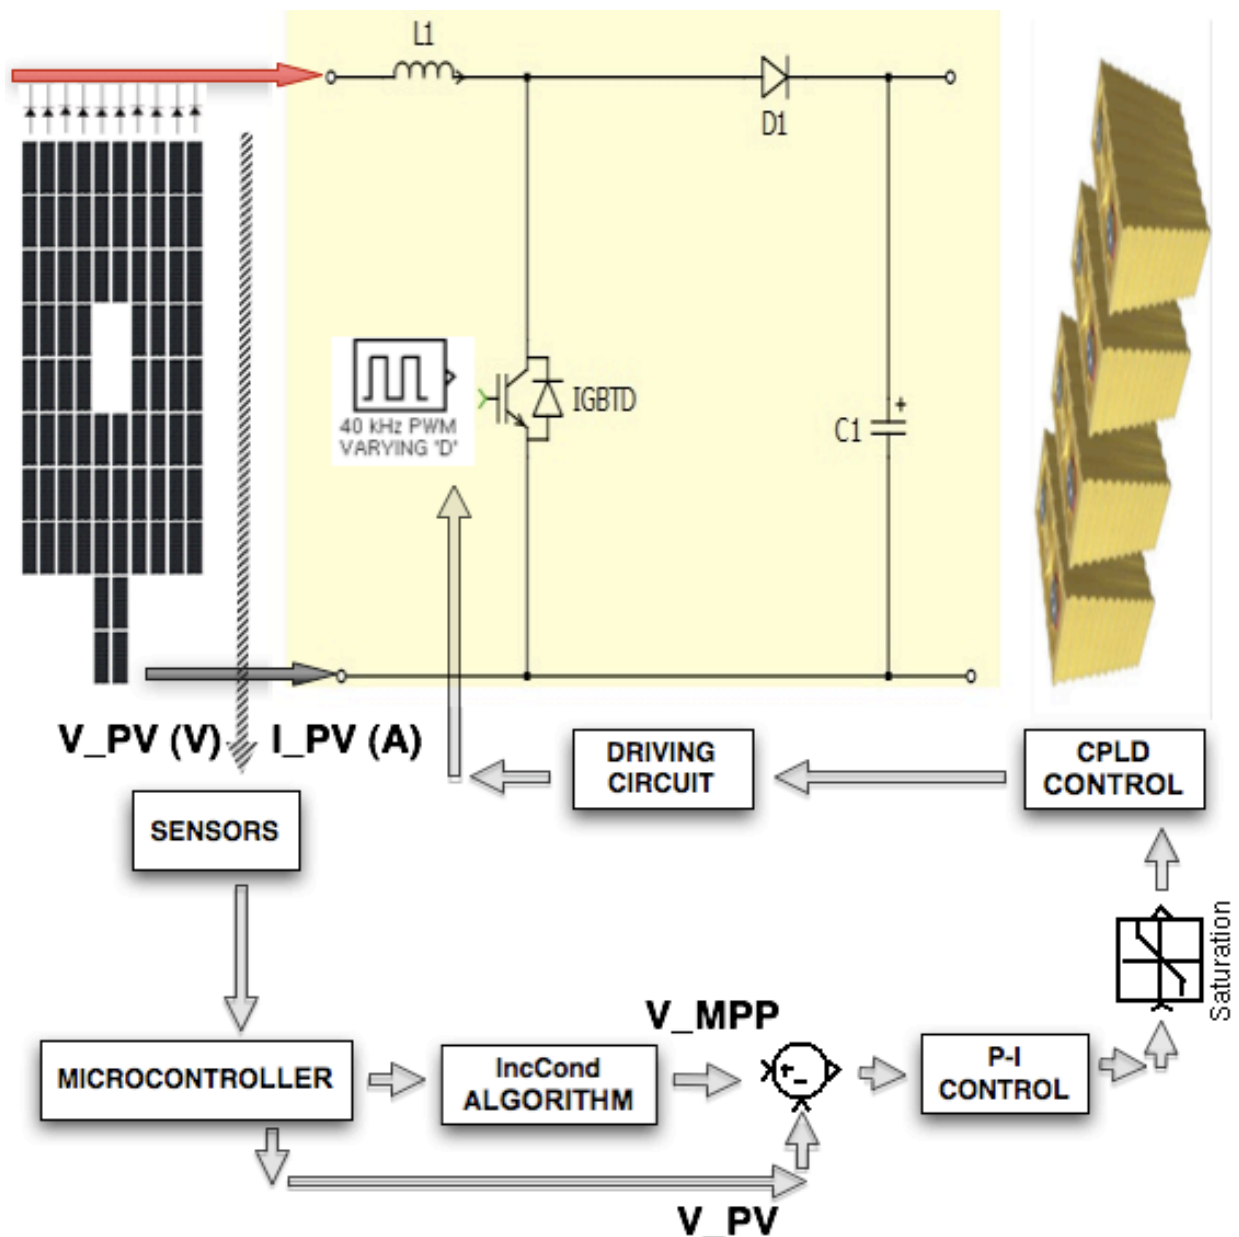 L1
D1
IGBTD
40 kHz PWM
VARYING "D"
C1
+
V_PV (V)
I_PV (A)
DRIVING
CIRCUIT
CPLD
CONTROL
SENSORS
Saturation
V_MPP
MICROCONTROLLER
IncCond
ALGORITHM
+
-
P-I
CONTROL
V_PV